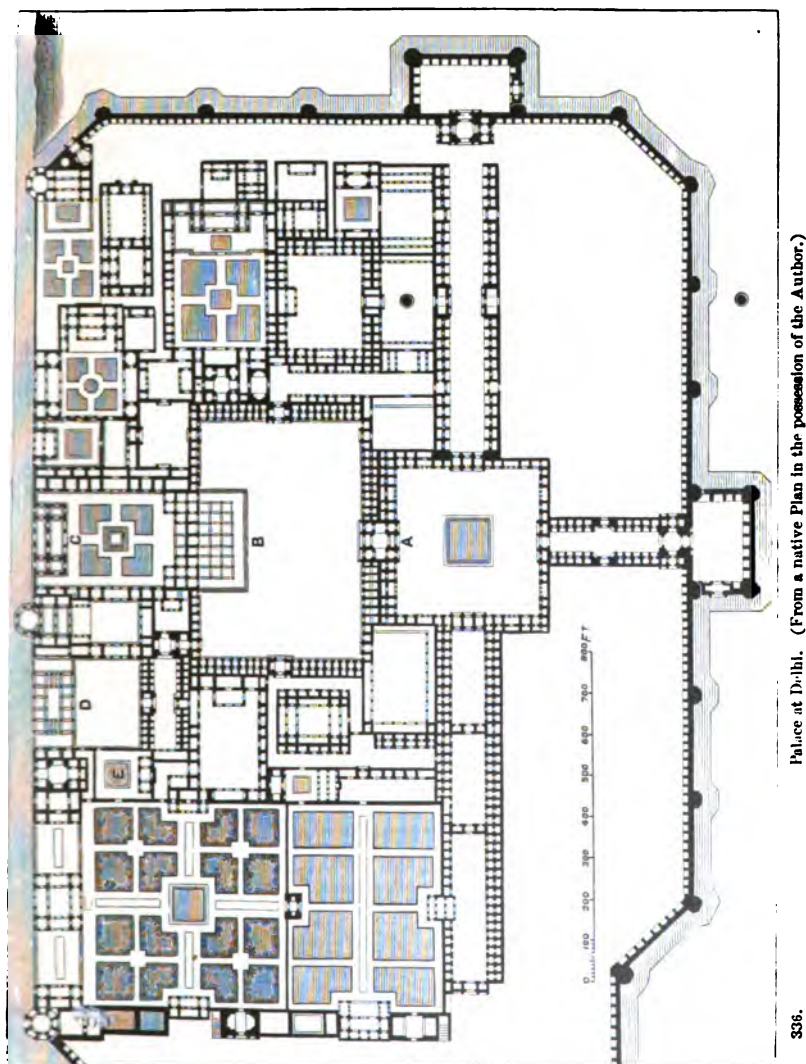 C
B
A
D
E
0 100 200 300 400 500 600 700 800 FT
336. Palace at Delhi. (From a native Plan in the possession of the Author.)